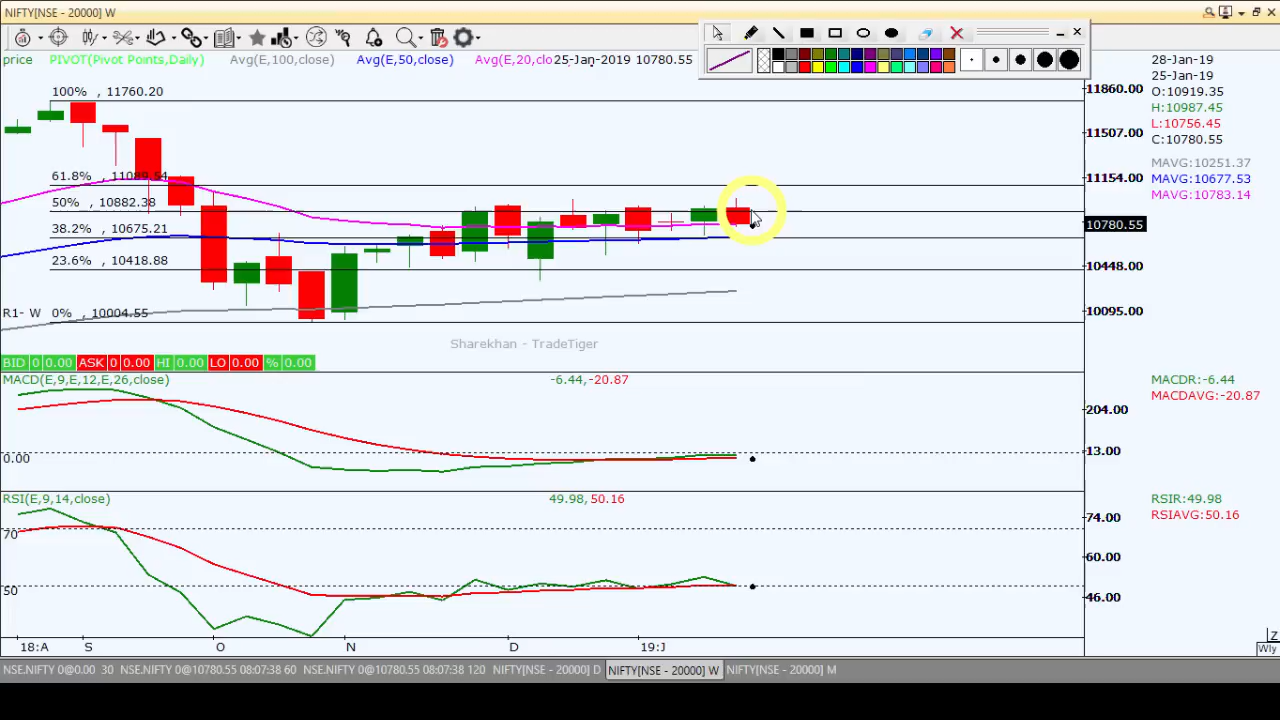 NIFTY[NSE - 20000] W
price PIVOT(Pivot Points,Daily) Avg(E,100,close) Avg(E,50,close) Avg(E,20,clo 25-Jan-2019 10780.55
28-Jan-19
25-Jan-19
O:10919.35
H:10987.45
L:10756.45
C:10780.55
MAVG:10251.37
MAVG:10677.53
MAVG:10783.14
100% , 11760.20
61.8% , 11089.54
50% , 10882.38
38.2% , 10675.21
23.6% , 10418.88
R1- W 0% , 10004.55
11860.00
11507.00
11154.00
10780.55
10448.00
10095.00
Sharekhan - TradeTiger
BID 0 0.00 ASK 0 0.00 HI 0.00 LO 0.00 % 0.00
MACD(E,9,E,12,E,26,close) -6.44,-20.87
MACDR:-6.44
MACDAVG:-20.87
204.00
13.00
0.00
RSI(E,9,14,close) 49.98, 50.16
RSIR:49.98
RSIAVG:50.16
70
50
74.00
60.00
46.00
18:A S O N D 19:J
Z
Wly
NSE.NIFTY 0@0.00 30 NSE.NIFTY 0@10780.55 08:07:38 60 NSE.NIFTY 0@10780.55 08:07:38 120 NIFTY[NSE - 20000] D NIFTY[NSE - 20000] W NIFTY[NSE - 20000] M